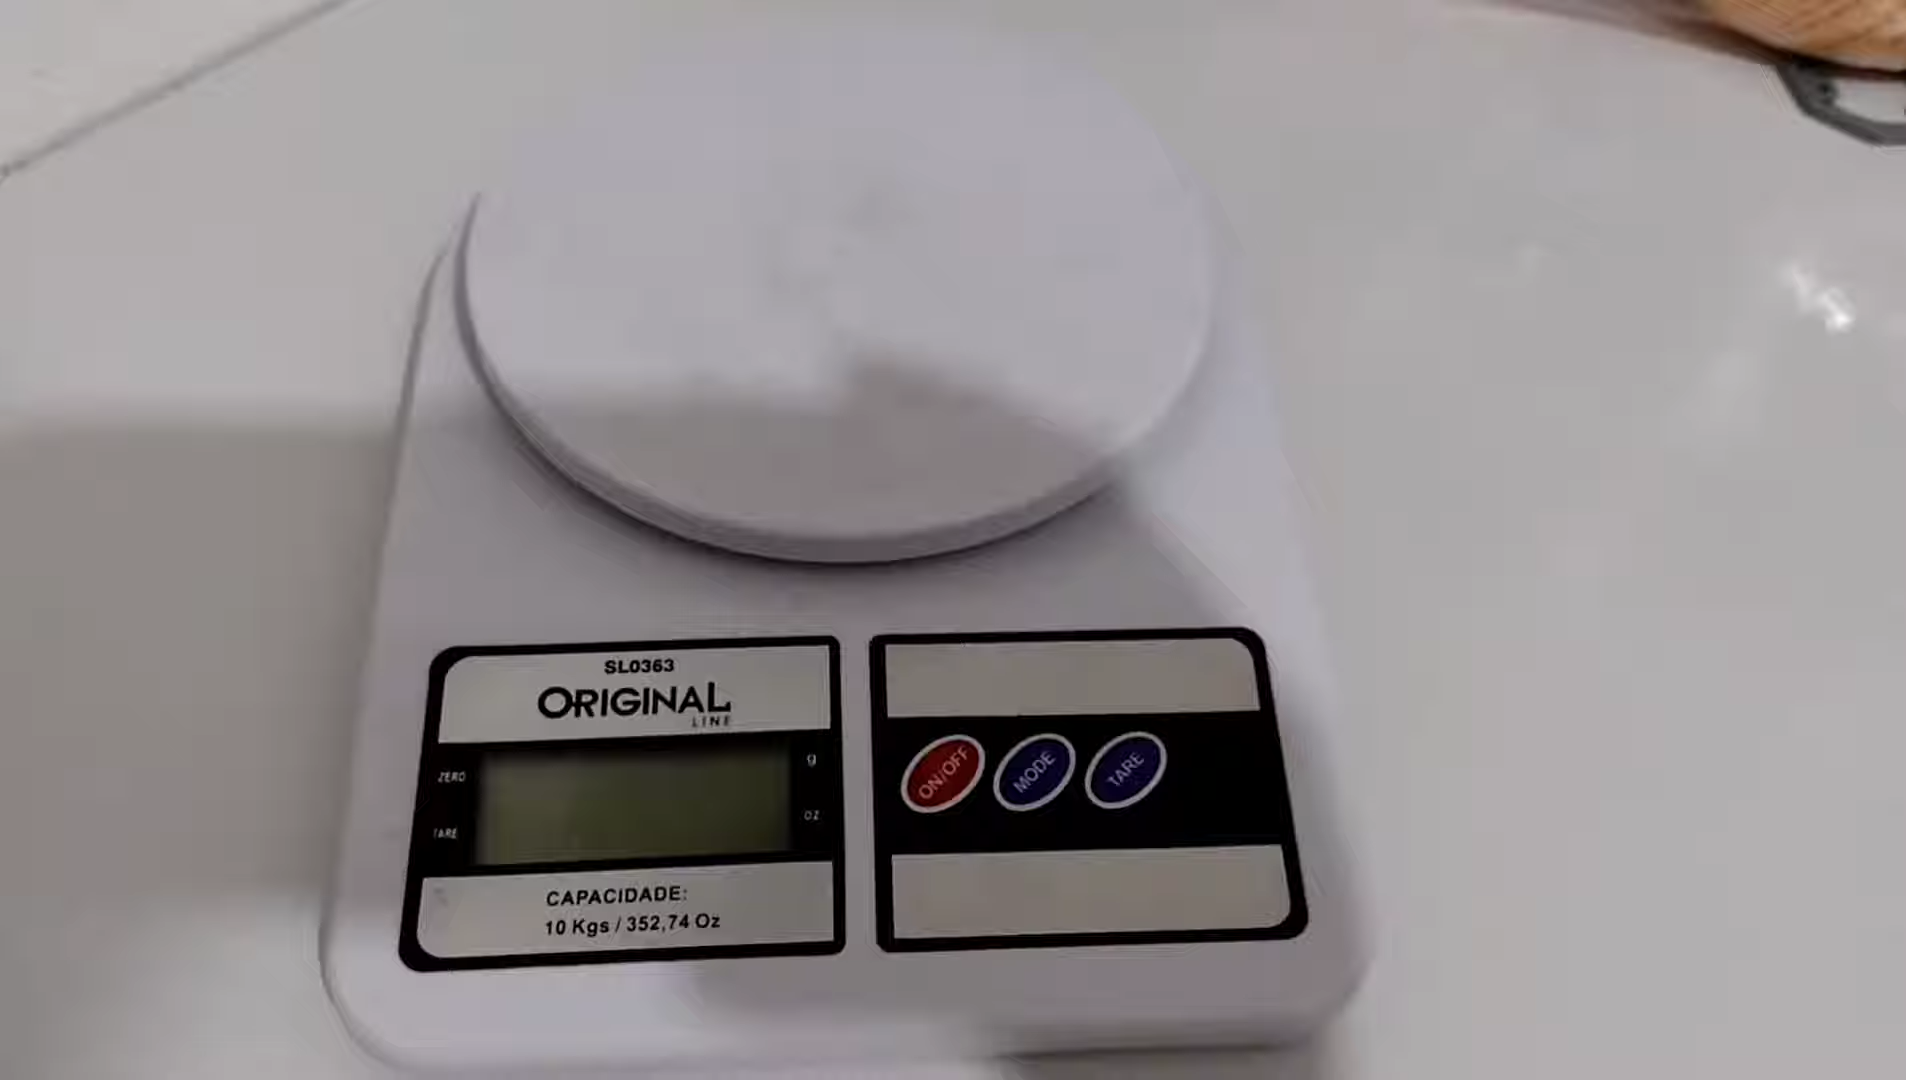 SL0363
ORIGINAL
LINE
ZERO
g
TARE
OZ
CAPACIDADE:
10 Kgs / 352,74 Oz
ON/OFF
MODE
TARE